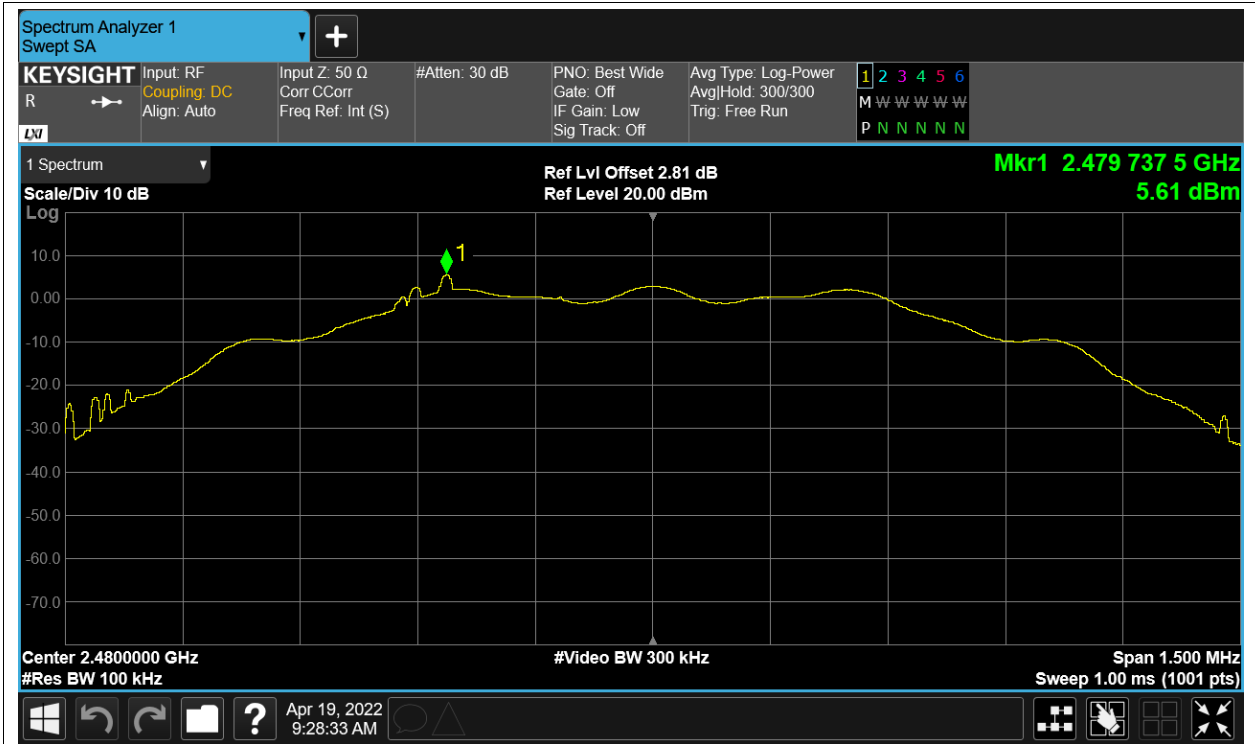 Spectrum Analyzer 1
Swept SA
KEYSIGHT
R
LXI
Input: RF
Coupling: DC
Align: Auto
Input Z: 50 Ω
Corr CCorr
Freq Ref: Int (S)
#Atten: 30 dB
PNO: Best Wide
Gate: Off
IF Gain: Low
Sig Track: Off
Avg Type: Log-Power
Avg|Hold: 300/300
Trig: Free Run
1 2 3 4 5 6
M W W W W W
P N N N N N
1 Spectrum
Scale/Div 10 dB
Log
Ref Lvl Offset 2.81 dB
Ref Level 20.00 dBm
Mkr1 2.479 737 5 GHz
5.61 dBm
1
10.0
0.00
-10.0
-20.0
-30.0
-40.0
-50.0
-60.0
-70.0
Center 2.4800000 GHz
#Res BW 100 kHz
#Video BW 300 kHz
Span 1.500 MHz
Sweep 1.00 ms (1001 pts)
?
Apr 19, 2022
9:28:33 AM